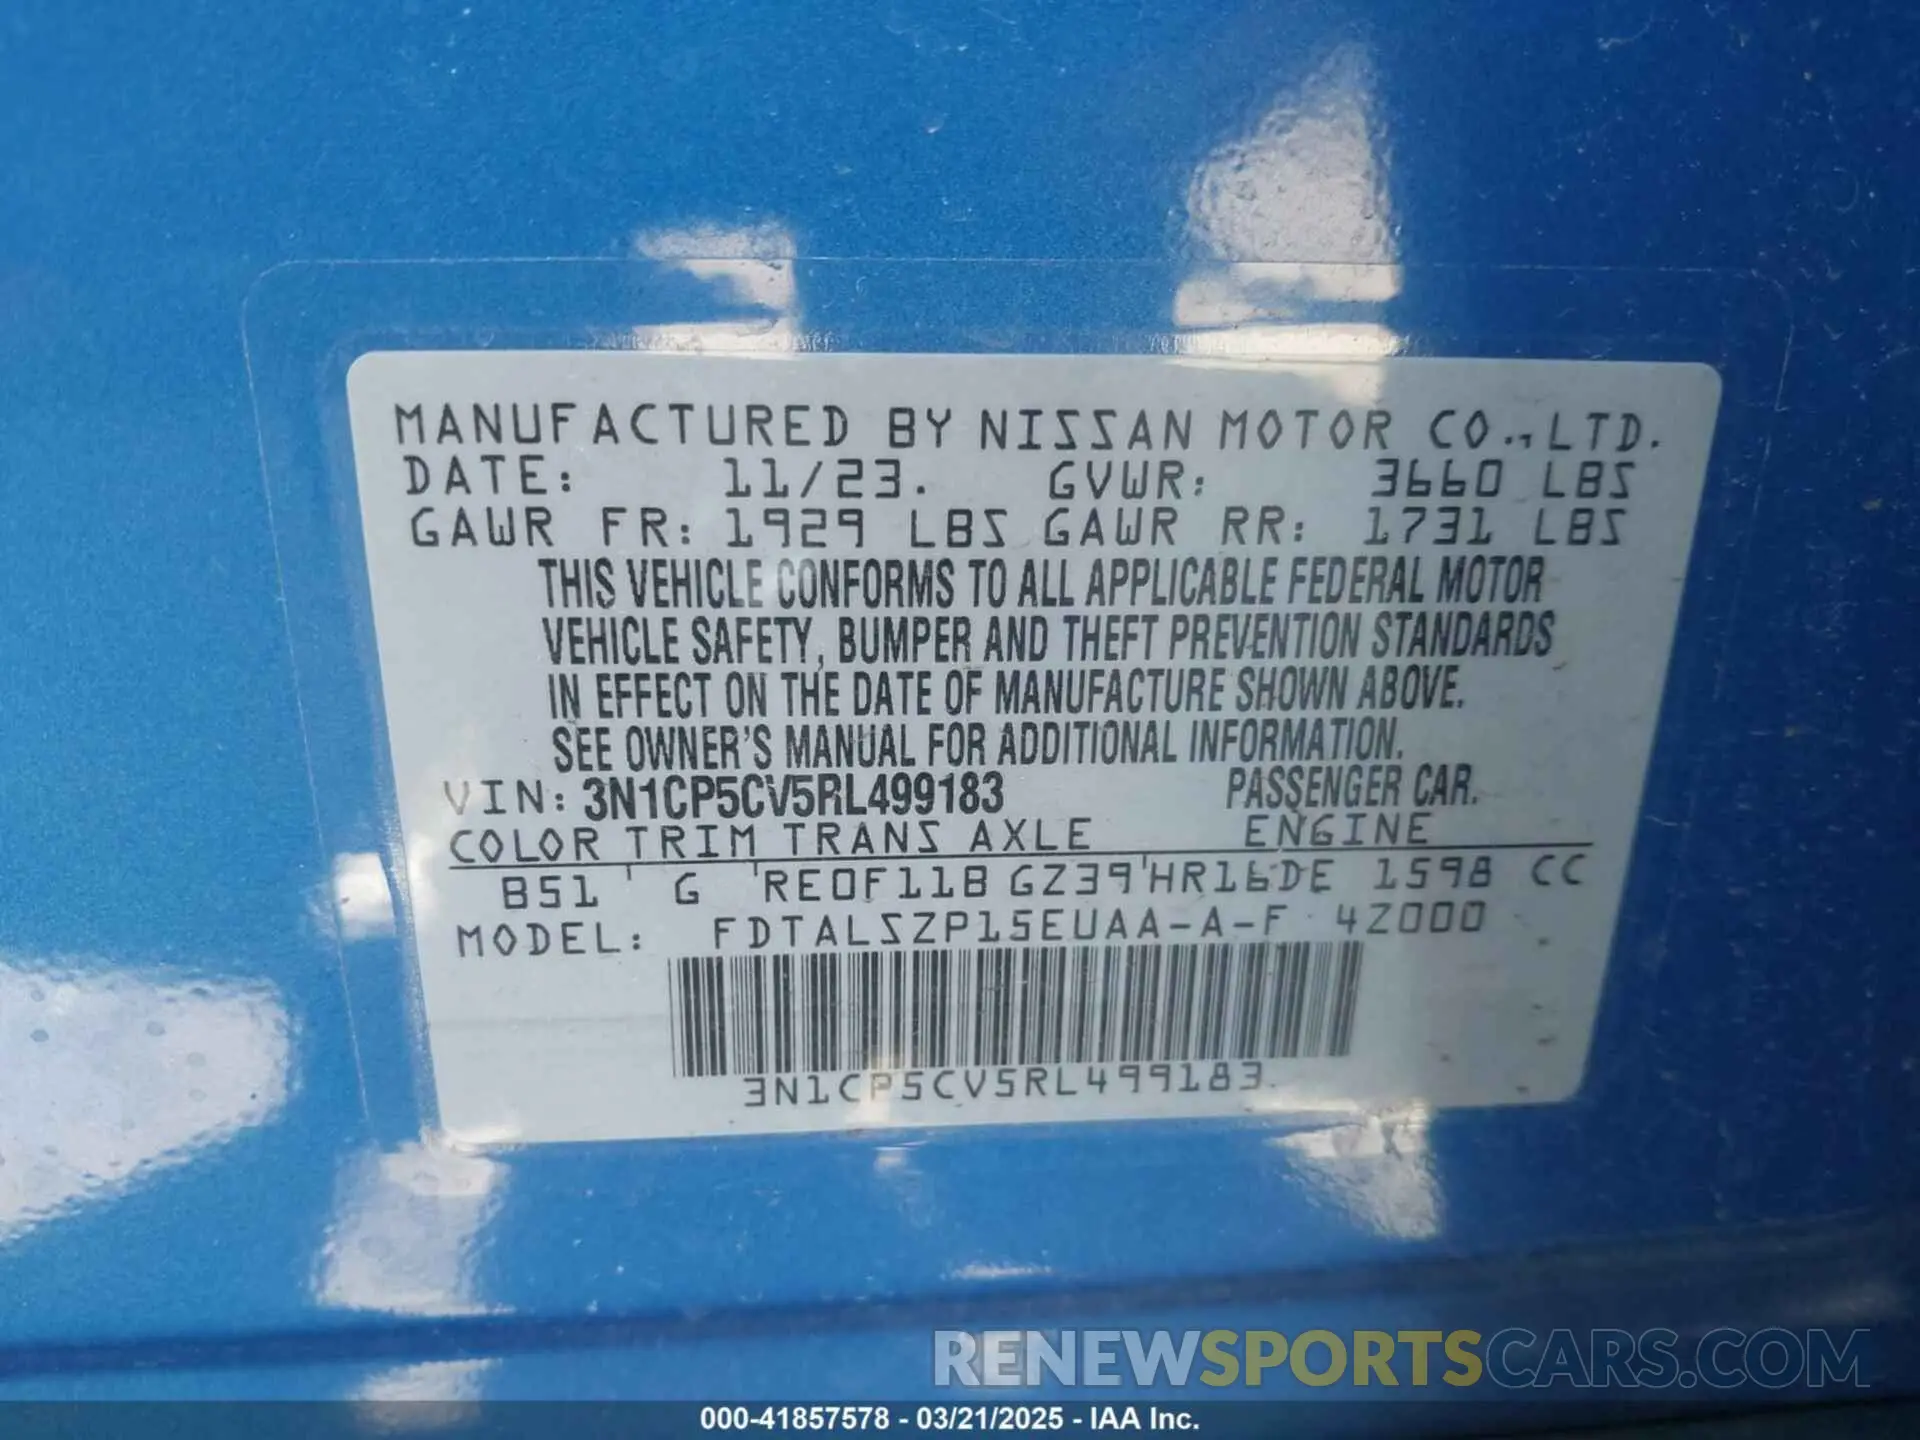 MANUFACTURED BY NISSAN MOTOR CO., LTD.
DATE: 11/23. GVWR: 3660 LBS
GAWR FR: 1929 LBS GAWR RR: 1731 LBS
THIS VEHICLE CONFORMS TO ALL APPLICABLE FEDERAL MOTOR
VEHICLE SAFETY, BUMPER AND THEFT PREVENTION STANDARDS
IN EFFECT ON THE DATE OF MANUFACTURE SHOWN ABOVE.
SEE OWNER'S MANUAL FOR ADDITIONAL INFORMATION.
VIN: 3N1CP5CV5RL499183 PASSENGER CAR.
COLOR TRIM TRANS AXLE ENGINE
B51 G RE0F11B GZ39 HR16DE 1598 CC
MODEL: FDTALSZP15EUAA-A-F 4Z000
3N1CP5CV5RL499183.
RENEWSPORTSCARS.COM
000-41857578 - 03/21/2025 - IAA Inc.